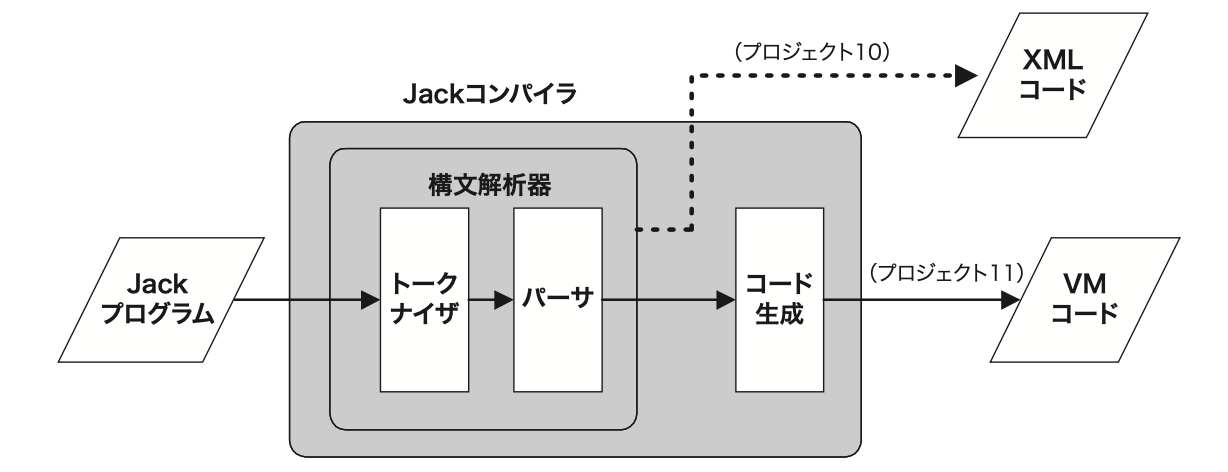 （プロジェクト10）
XML
コード
Jackコンパイラ
構文解析器
Jack
プログラム
トーク
ナイザ
パーサ
コード
生成
（プロジェクト11）
VM
コード